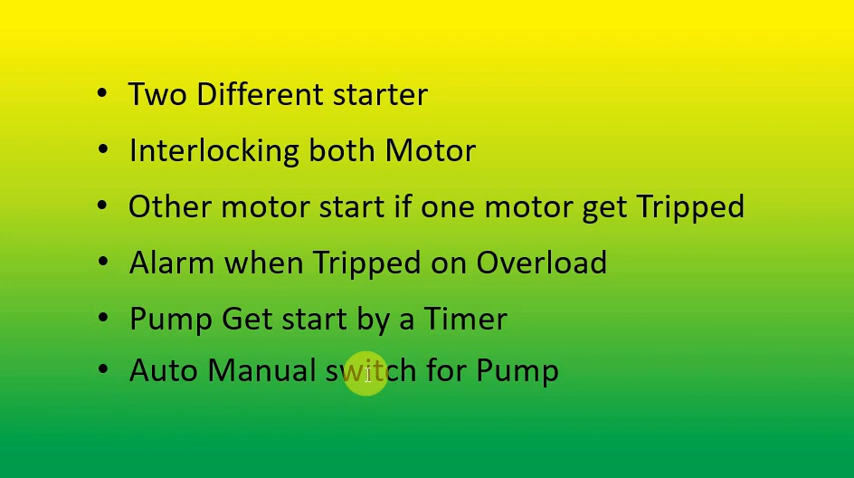 • Two Different starter
• Interlocking both Motor
• Other motor start if one motor get Tripped
• Alarm when Tripped on Overload
• Pump Get start by a Timer
• Auto Manual switch for Pump